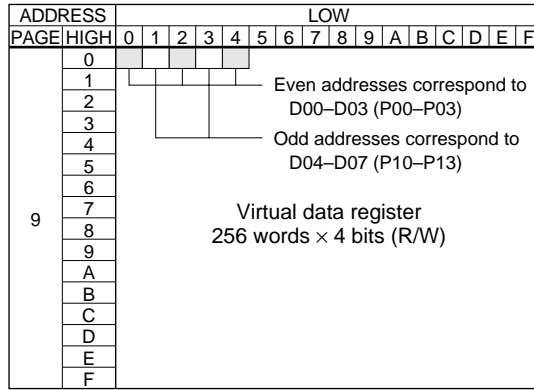 ADDRESS LOW
PAGE HIGH 0 1 2 3 4 5 6 7 8 9 A B C D E F
0
1
2
3
4
5
6
7
8
9
A
B
C
D
E
F
9
Even addresses correspond to
D00–D03 (P00–P03)
Odd addresses correspond to
D04–D07 (P10–P13)
Virtual data register
256 words × 4 bits (R/W)